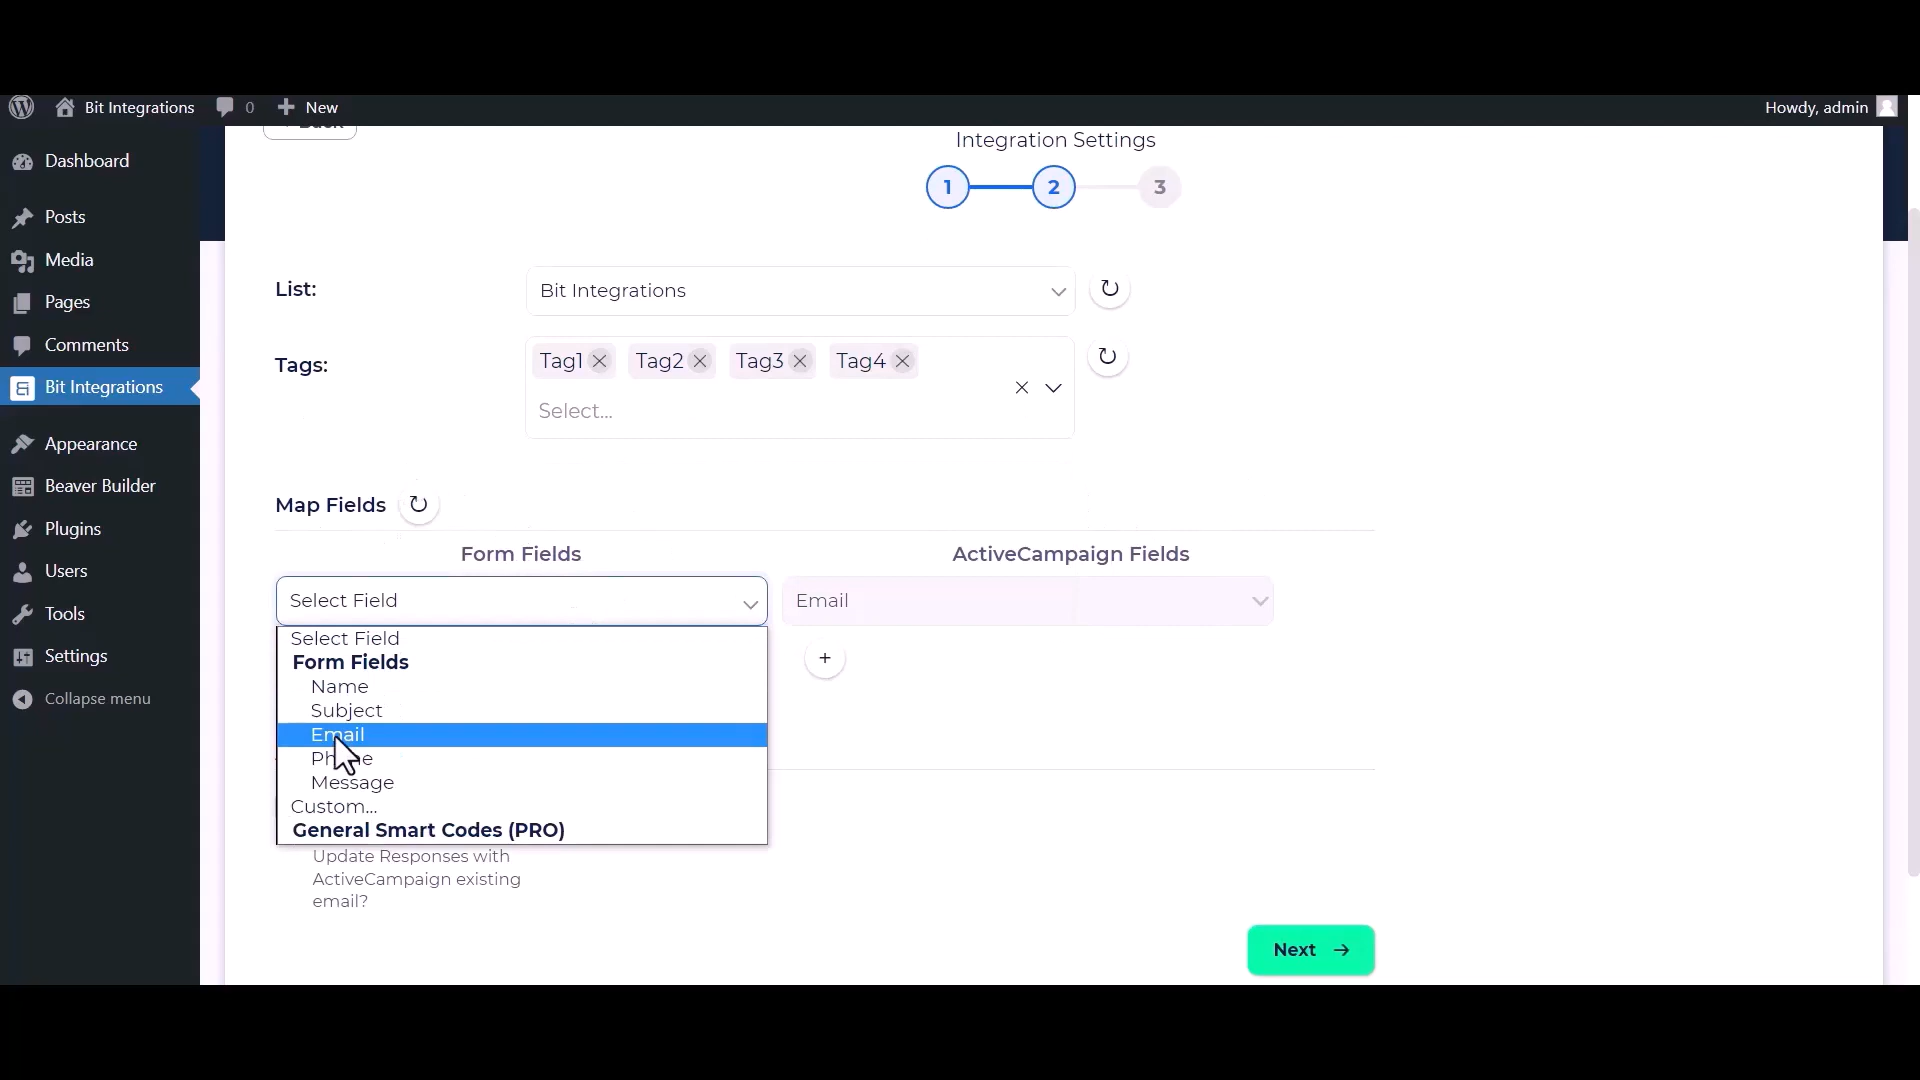 Bit Integrations 0 New Howdy, admin
Back
Dashboard
Posts
Media
Pages
Comments
Bit Integrations
Appearance
Beaver Builder
Plugins
Users
Tools
Settings
Collapse menu
Integration Settings
1 2 3
List: Bit Integrations
Tags: Tag1 Tag2 Tag3 Tag4
Select...
Map Fields
Form Fields ActiveCampaign Fields
Select Field Email
Select Field
Form Fields
Name
Subject
Email
Phone
Message
Custom...
General Smart Codes (PRO)
+
Update Responses with
ActiveCampaign existing
email?
Next →